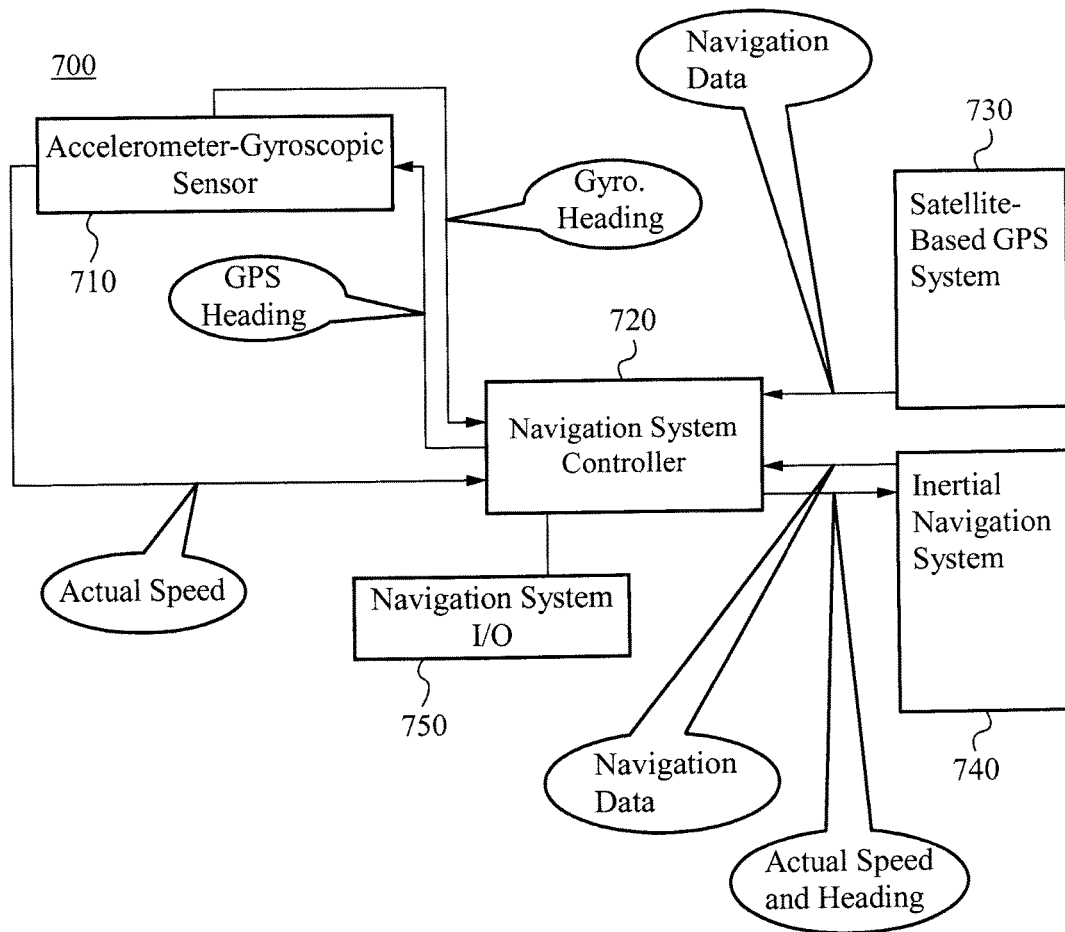 700
Accelerometer-Gyroscopic
Sensor
710
Navigation
Data
730
Satellite-
Based GPS
System
Gyro.
Heading
GPS
Heading
720
Navigation System
Controller
Inertial
Navigation
System
740
Actual Speed
Navigation System
I/O
750
Navigation
Data
Actual Speed
and Heading